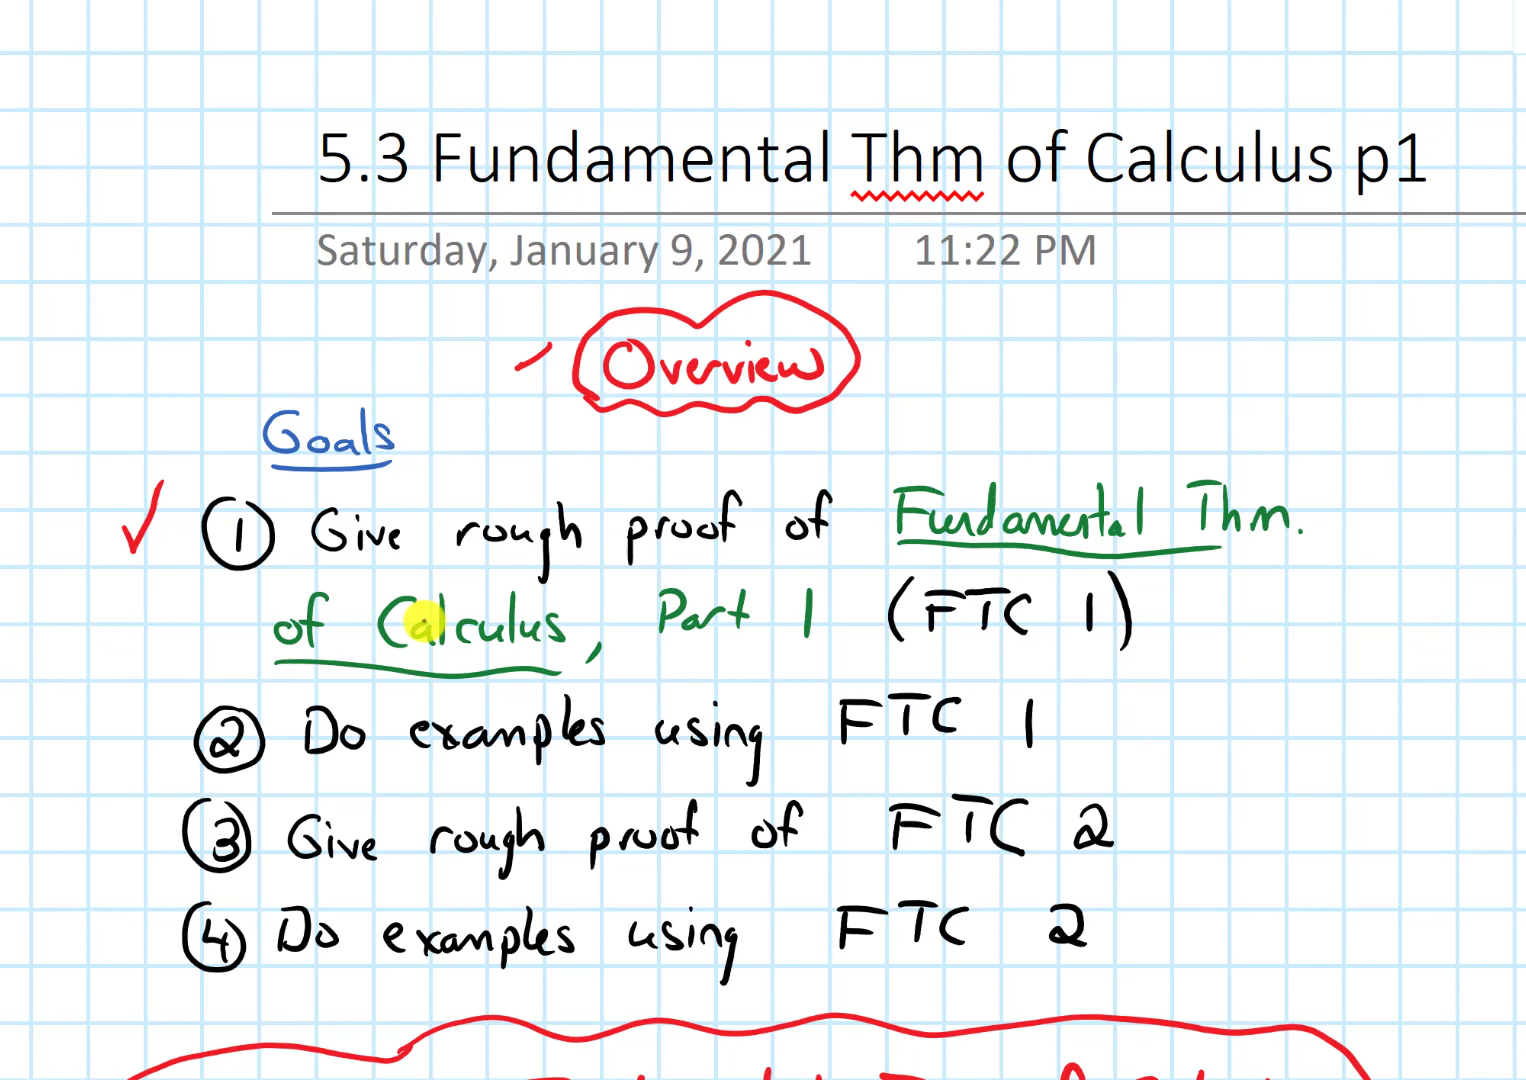 5.3 Fundamental Thm of Calculus p1
Saturday, January 9, 2021 11:22 PM
Overview
Goals
① Give rough proof of Fundamental Thm.
of Calculus, Part 1 (FTC 1)
② Do examples using FTC 1
③ Give rough proof of FTC 2
④ Do examples using FTC 2